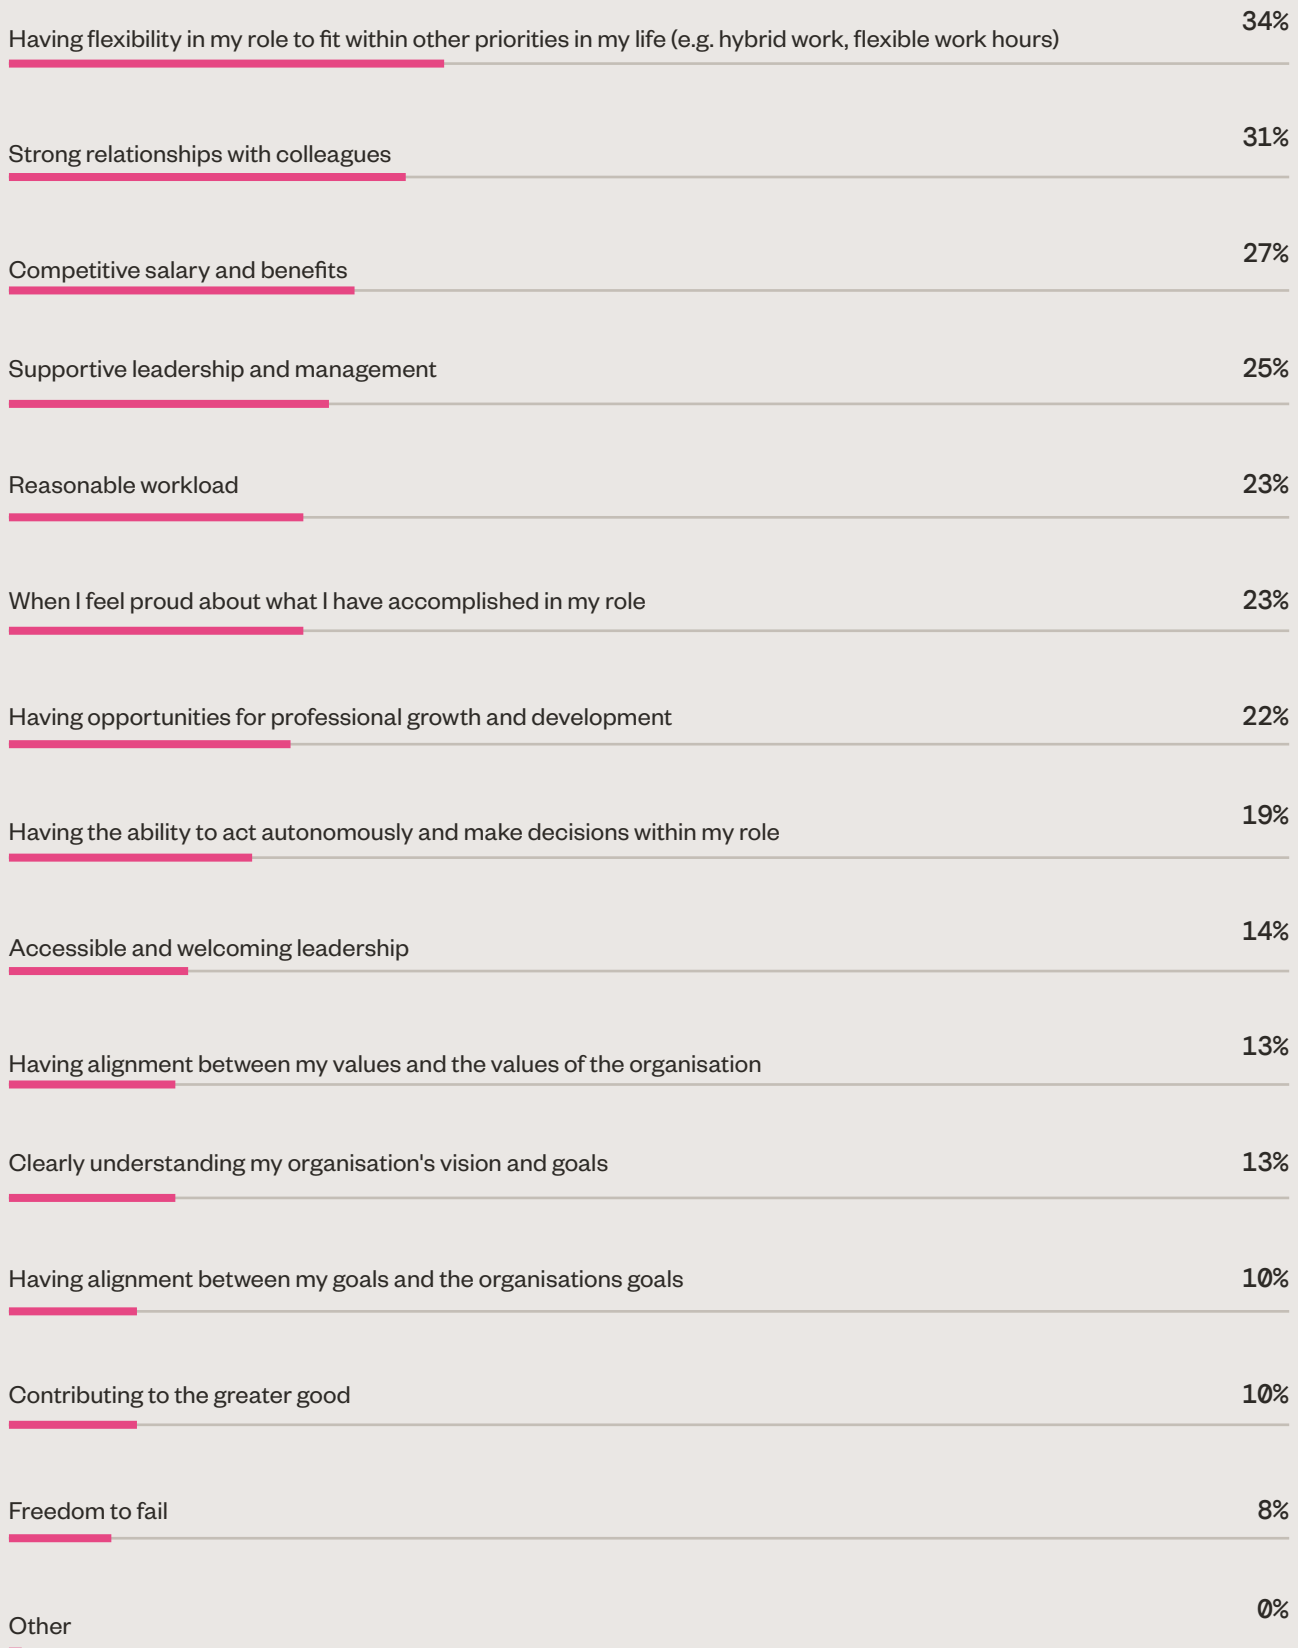 Having flexibility in my role to fit within other priorities in my life (e.g. hybrid work, flexible work hours) 34%
Strong relationships with colleagues 31%
Competitive salary and benefits 27%
Supportive leadership and management 25%
Reasonable workload 23%
When I feel proud about what I have accomplished in my role 23%
Having opportunities for professional growth and development 22%
Having the ability to act autonomously and make decisions within my role 19%
Accessible and welcoming leadership 14%
Having alignment between my values and the values of the organisation 13%
Clearly understanding my organisation's vision and goals 13%
Having alignment between my goals and the organisations goals 10%
Contributing to the greater good 10%
Freedom to fail 8%
Other 0%